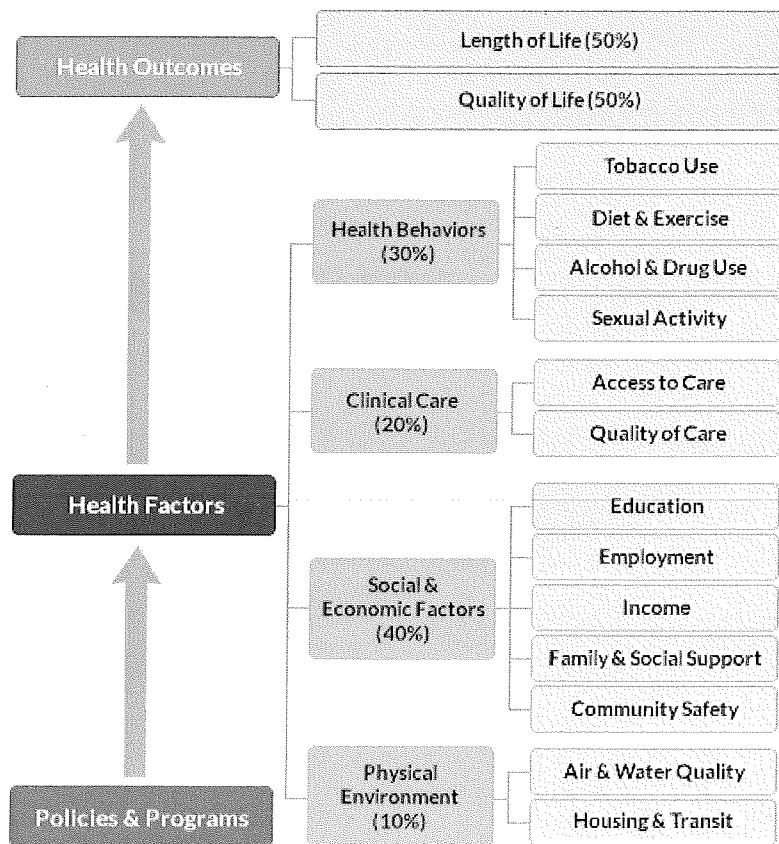 Health Outcomes
Length of Life (50%)
Quality of Life (50%)
Health Behaviors
(30%)
Tobacco Use
Diet & Exercise
Alcohol & Drug Use
Sexual Activity
Clinical Care
(20%)
Access to Care
Quality of Care
Health Factors
Social &
Economic Factors
(40%)
Education
Employment
Income
Family & Social Support
Community Safety
Physical
Environment
(10%)
Air & Water Quality
Housing & Transit
Policies & Programs